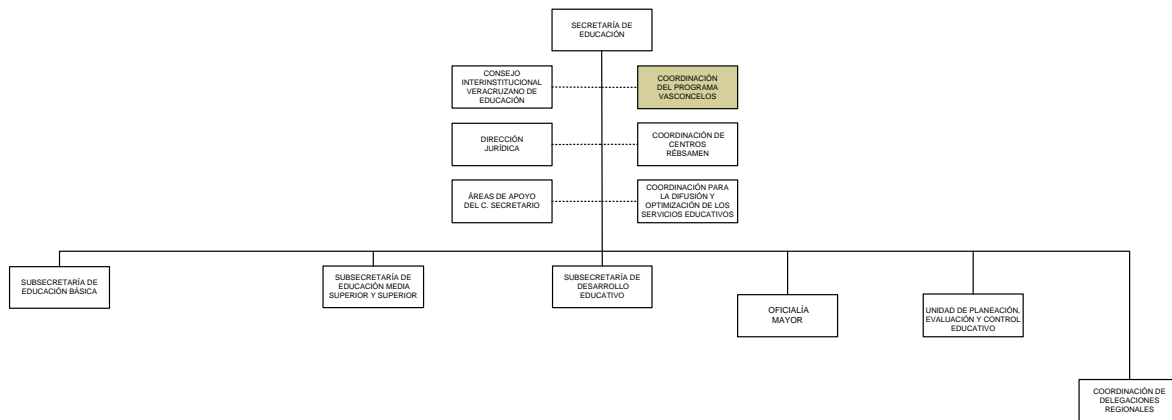 SECRETARÍA DE
EDUCACIÓN
CONSEJO
INTERINSTITUCIONAL
VERACRUZANO DE
EDUCACIÓN
COORDINACIÓN
DEL PROGRAMA
VASCONCELOS
DIRECCIÓN
JURÍDICA
COORDINACIÓN DE
CENTROS
RÉBSAMEN
ÁREAS DE APOYO
DEL C. SECRETARIO
COORDINACIÓN PARA
LA DIFUSIÓN Y
OPTIMIZACIÓN DE LOS
SERVICIOS EDUCATIVOS
SUBSECRETARÍA DE
EDUCACIÓN BÁSICA
SUBSECRETARÍA DE
EDUCACIÓN MEDIA
SUPERIOR Y SUPERIOR
SUBSECRETARÍA DE
DESARROLLO
EDUCATIVO
OFICIALÍA
MAYOR
UNIDAD DE PLANEACIÓN,
EVALUACIÓN Y CONTROL
EDUCATIVO
COORDINACIÓN DE
DELEGACIONES
REGIONALES